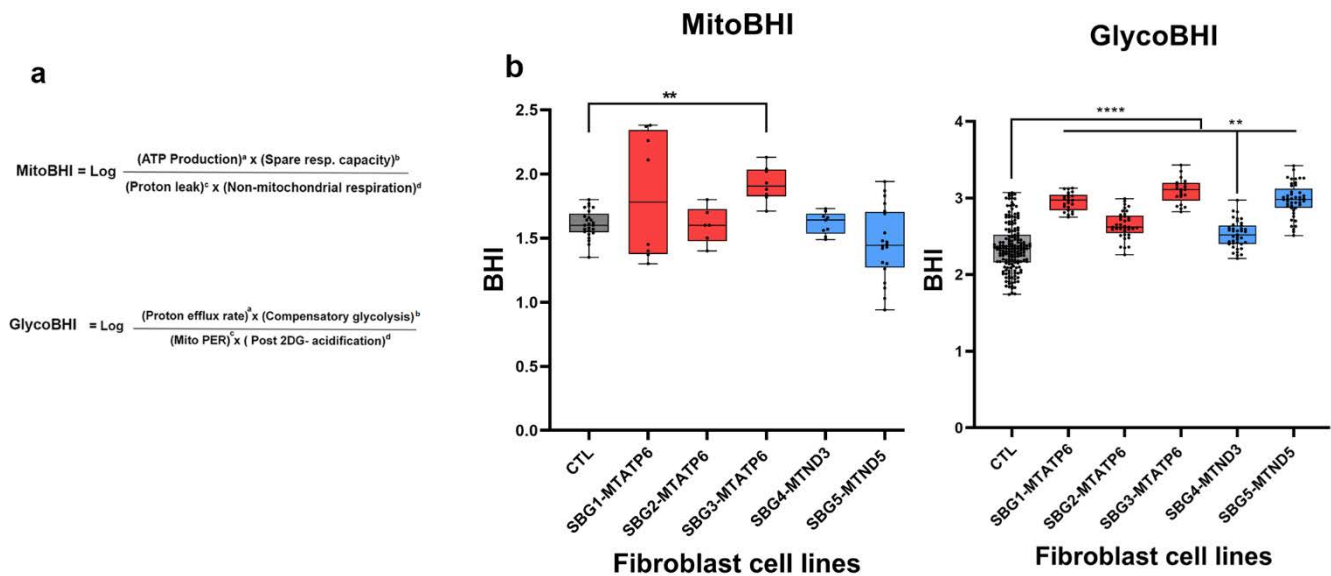 a
MitoBHI = Log (ATP Production)ᵃ x (Spare resp. capacity)ᵇ
(Proton leak)ᶜ x (Non-mitochondrial respiration)ᵈ
GlycoBHI = Log (Proton efflux rate)ᵃ x (Compensatory glycolysis)ᵇ
(Mito PER)ᶜ x ( Post 2DG- acidification)ᵈ
b
MitoBHI
**
BHI
2.5
2.0
1.5
1.0
0.5
0.0
CTL
SBG1-MTATP6
SBG2-MTATP6
SBG3-MTATP6
SBG4-MTND3
SBG5-MTND5
Fibroblast cell lines
GlycoBHI
****
**
BHI
4
3
2
1
0
CTL
SBG1-MTATP6
SBG2-MTATP6
SBG3-MTATP6
SBG4-MTND3
SBG5-MTND5
Fibroblast cell lines